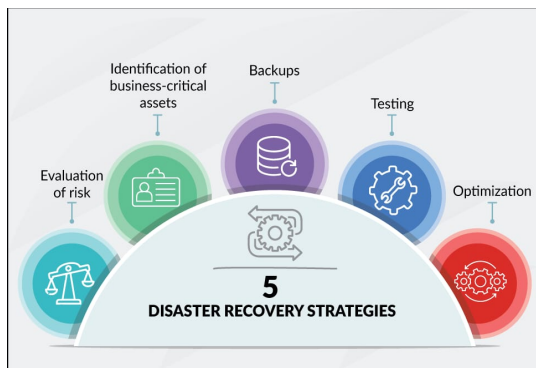 Evaluation
of risk
Identification of
business-critical
assets
Backups
Testing
Optimization
5
DISASTER RECOVERY STRATEGIES